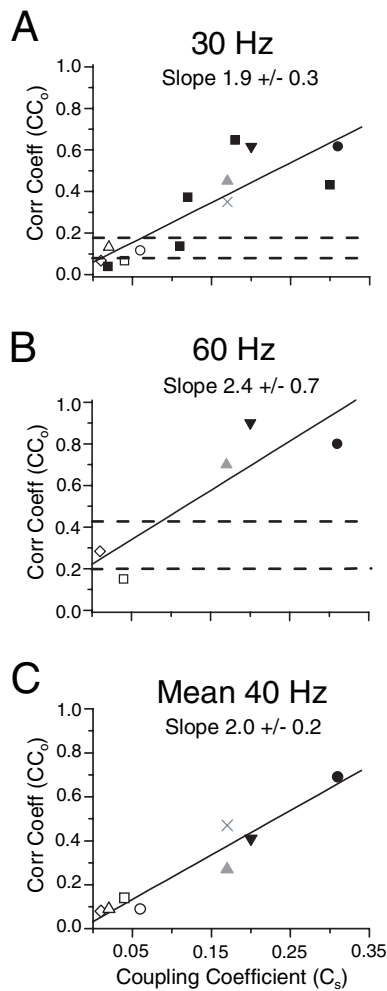 A
30 Hz
Slope 1.9 +/- 0.3
Corr Coeff (CCo)
1.0
0.8
0.6
0.4
0.2
0.0
B
60 Hz
Slope 2.4 +/- 0.7
Corr Coeff (CCo)
1.0
0.8
0.6
0.4
0.2
0.0
C
Mean 40 Hz
Slope 2.0 +/- 0.2
Corr Coeff (CCo)
1.0
0.8
0.6
0.4
0.2
0.0
0.05 0.15 0.25 0.35
Coupling Coefficient (Cs)